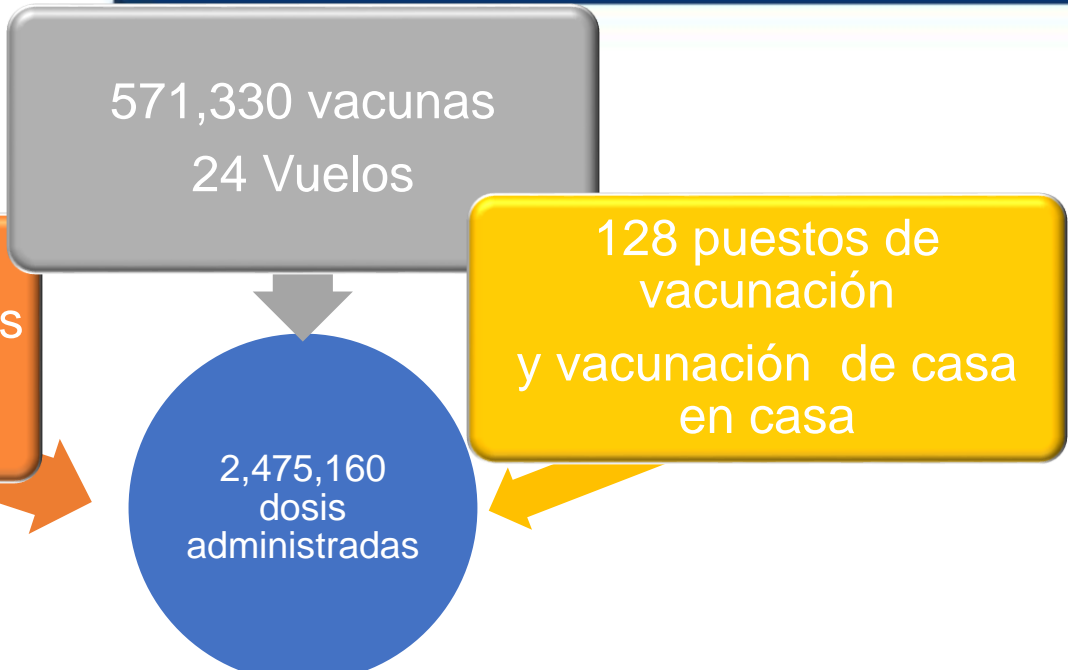 571,330 vacunas
24 Vuelos
128 puestos de
vacunación
y vacunación de casa
en casa
2,475,160
dosis
administradas